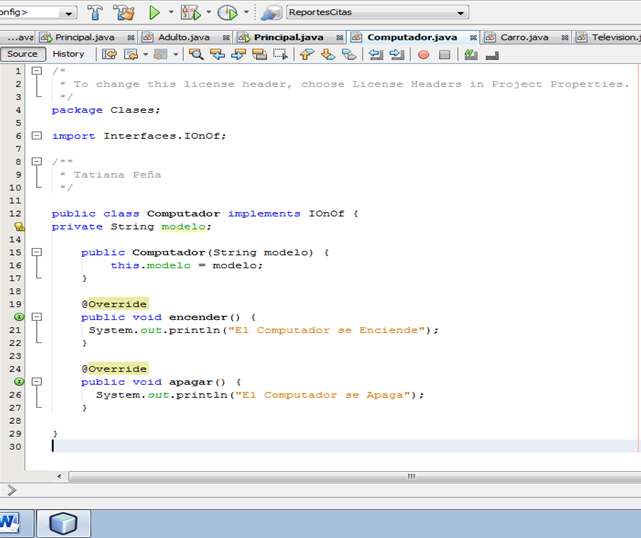 onfig>
ReportesCitas
...ava
Principal.java
Adulto.java
Principal.java
Computador.java
Carro.java
Television.j
Source
History
1 /*
2 * To change this license header, choose License Headers in Project Properties.
3 */
4 package Clases;
5
6 import Interfaces.IOnOf;
7
8 /**
9 * Tatiana Peña
10 */
11
12 public class Computador implements IOnOf {
private String modelo;
14
15 public Computador(String modelo) {
16 this.modelo = modelo;
17 }
18
19 @Override
public void encender() {
21 System.out.println("El Computador se Enciende");
22 }
23
24 @Override
public void apagar() {
26 System.out.println("El Computador se Apaga");
27 }
28
29 }
30
W